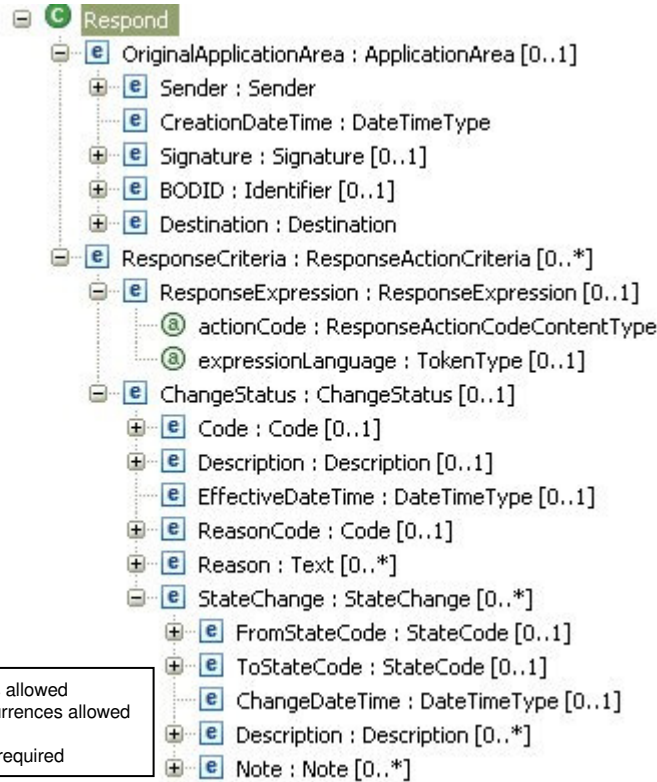 Respond
OriginalApplicationArea : ApplicationArea [0..1]
Sender : Sender
CreationDateTime : DateTimeType
Signature : Signature [0..1]
BODID : Identifier [0..1]
Destination : Destination
ResponseCriteria : ResponseActionCriteria [0..*]
ResponseExpression : ResponseExpression [0..1]
actionCode : ResponseActionCodeContentType
expressionLanguage : TokenType [0..1]
ChangeStatus : ChangeStatus [0..1]
Code : Code [0..1]
Description : Description [0..1]
EffectiveDateTime : DateTimeType [0..1]
ReasonCode : Code [0..1]
Reason : Text [0..*]
StateChange : StateChange [0..*]
FromStateCode : StateCode [0..1]
ToStateCode : StateCode [0..1]
ChangeDateTime : DateTimeType [0..1]
Description : Description [0..*]
Note : Note [0..*]
allowed
allowed
required